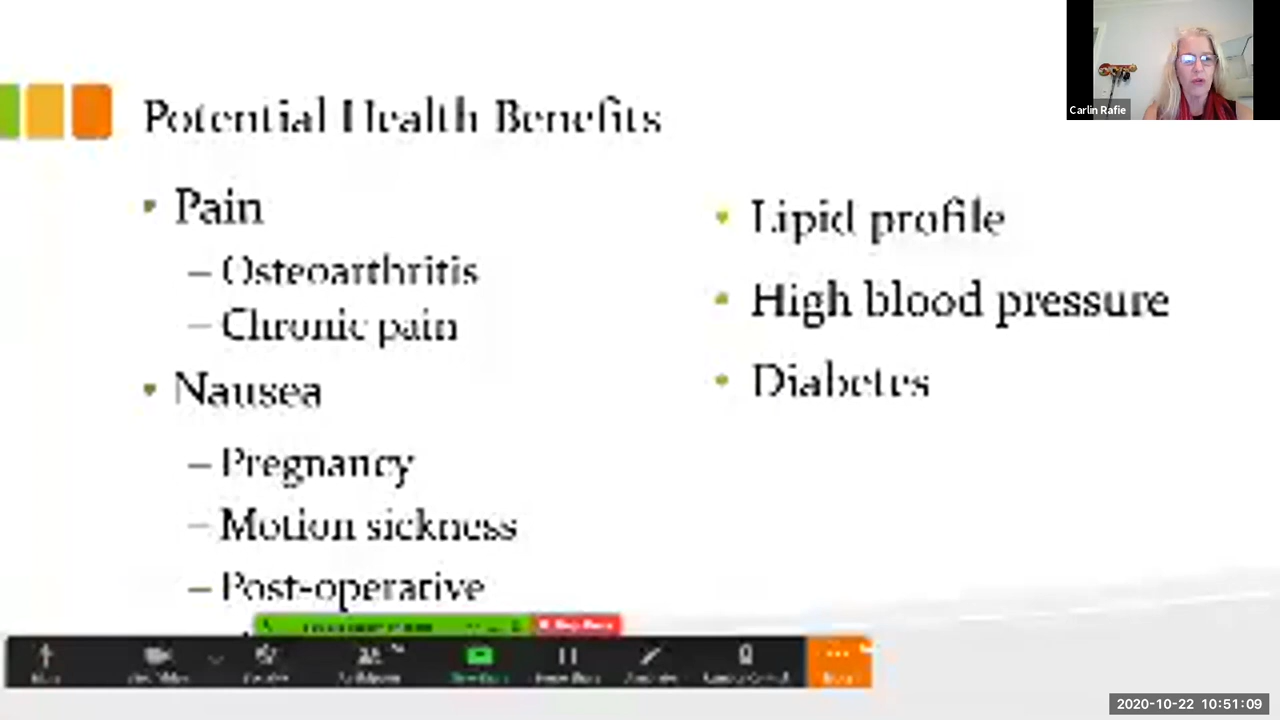 Potential Health Benefits
• Pain
– Osteoarthritis
– Chronic pain
• Nausea
– Pregnancy
– Motion sickness
– Post-operative
• Lipid profile
• High blood pressure
• Diabetes
Carlin Rafie
2020-10-22 10:51:09